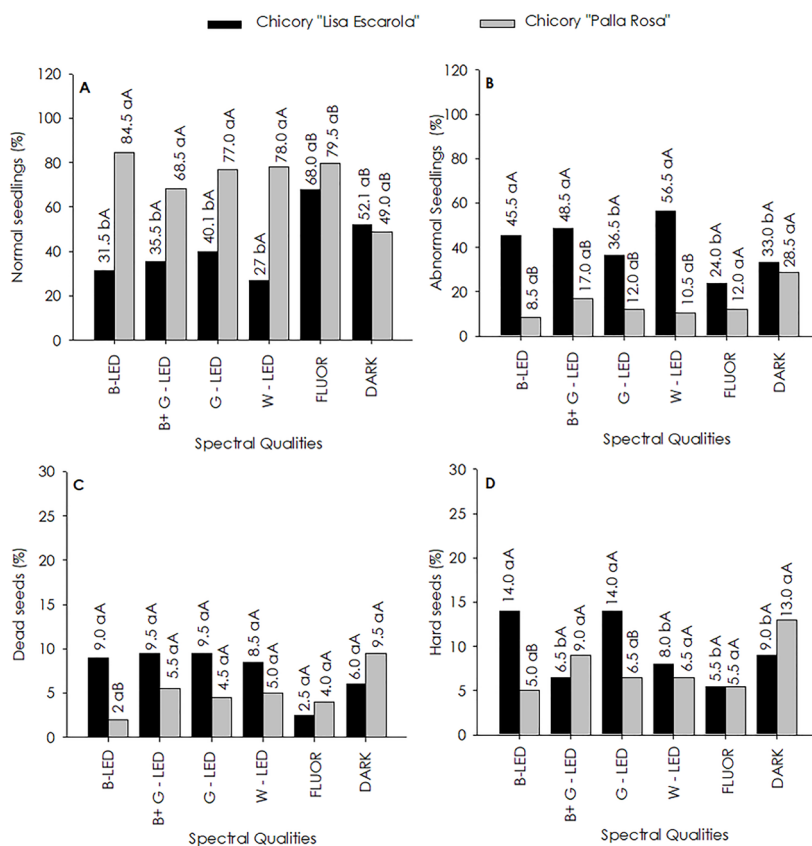 Chicory "Lisa Escarola"
Chicory "Palla Rosa"
A
Normal seedlings (%)
120
100
80
60
40
20
0
31.5 bA
84.5 aA
35.5 bA
68.5 aA
40.1 bA
77.0 aA
27 bA
78.0 aA
68.0 aB
79.5 aB
52.1 aB
49.0 aB
B-LED
B+ G - LED
G - LED
W - LED
FLUOR
DARK
Spectral Qualities
B
Abnormal Seedlings (%)
120
100
80
60
40
20
0
45.5 aA
8.5 aB
48.5 aA
17.0 aB
36.5 bA
12.0 aB
56.5 aA
10.5 aB
24.0 bA
12.0 aA
33.0 bA
28.5 aA
B-LED
B+ G - LED
G - LED
W - LED
FLUOR
DARK
Spectral Qualities
C
Dead seeds (%)
30
25
20
15
10
5
0
9.0 aA
2 aB
9.5 aA
5.5 aA
9.5 aA
4.5 aA
8.5 aA
5.0 aA
2.5 aA
4.0 aA
6.0 aA
9.5 aA
B-LED
B+ G - LED
G - LED
W - LED
FLUOR
DARK
Spectral Qualities
D
Hard seeds (%)
30
25
20
15
10
5
0
14.0 aA
5.0 aB
6.5 bA
9.0 aA
14.0 aA
6.5 aB
8.0 bA
6.5 aA
5.5 bA
5.5 aA
9.0 bA
13.0 aA
B-LED
B+ G - LED
G - LED
W - LED
FLUOR
DARK
Spectral Qualities